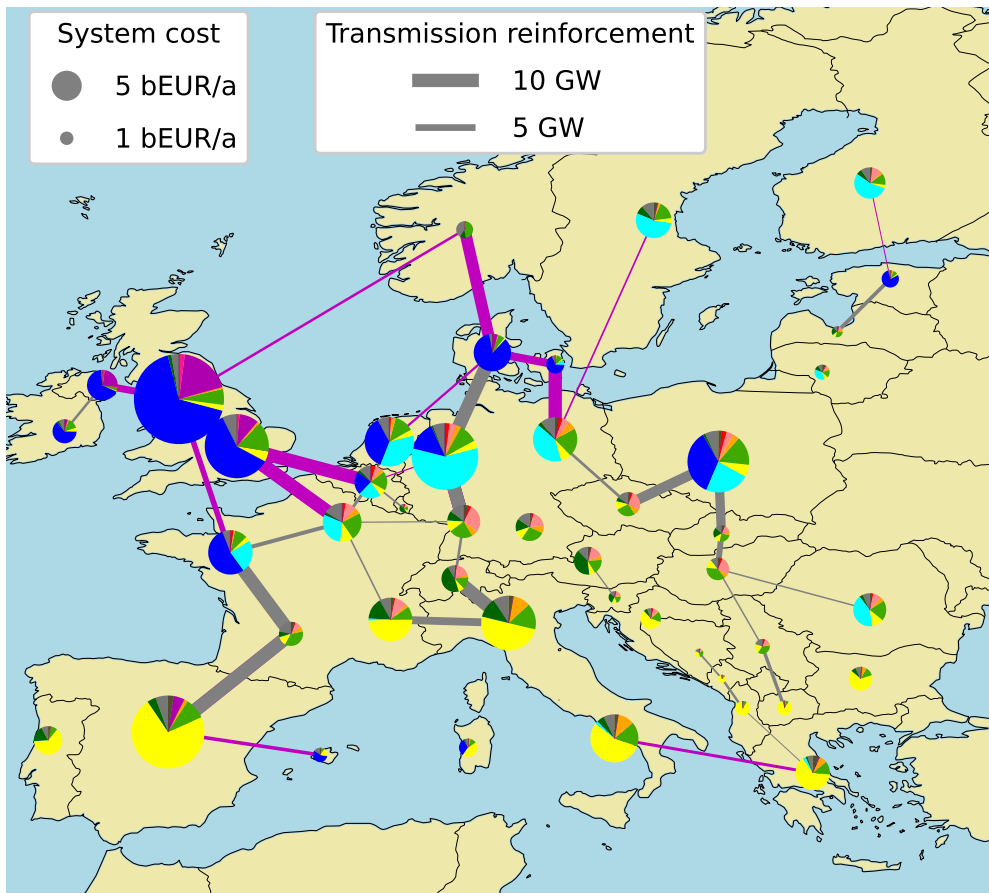 System cost
5 bEUR/a
1 bEUR/a
Transmission reinforcement
10 GW
5 GW